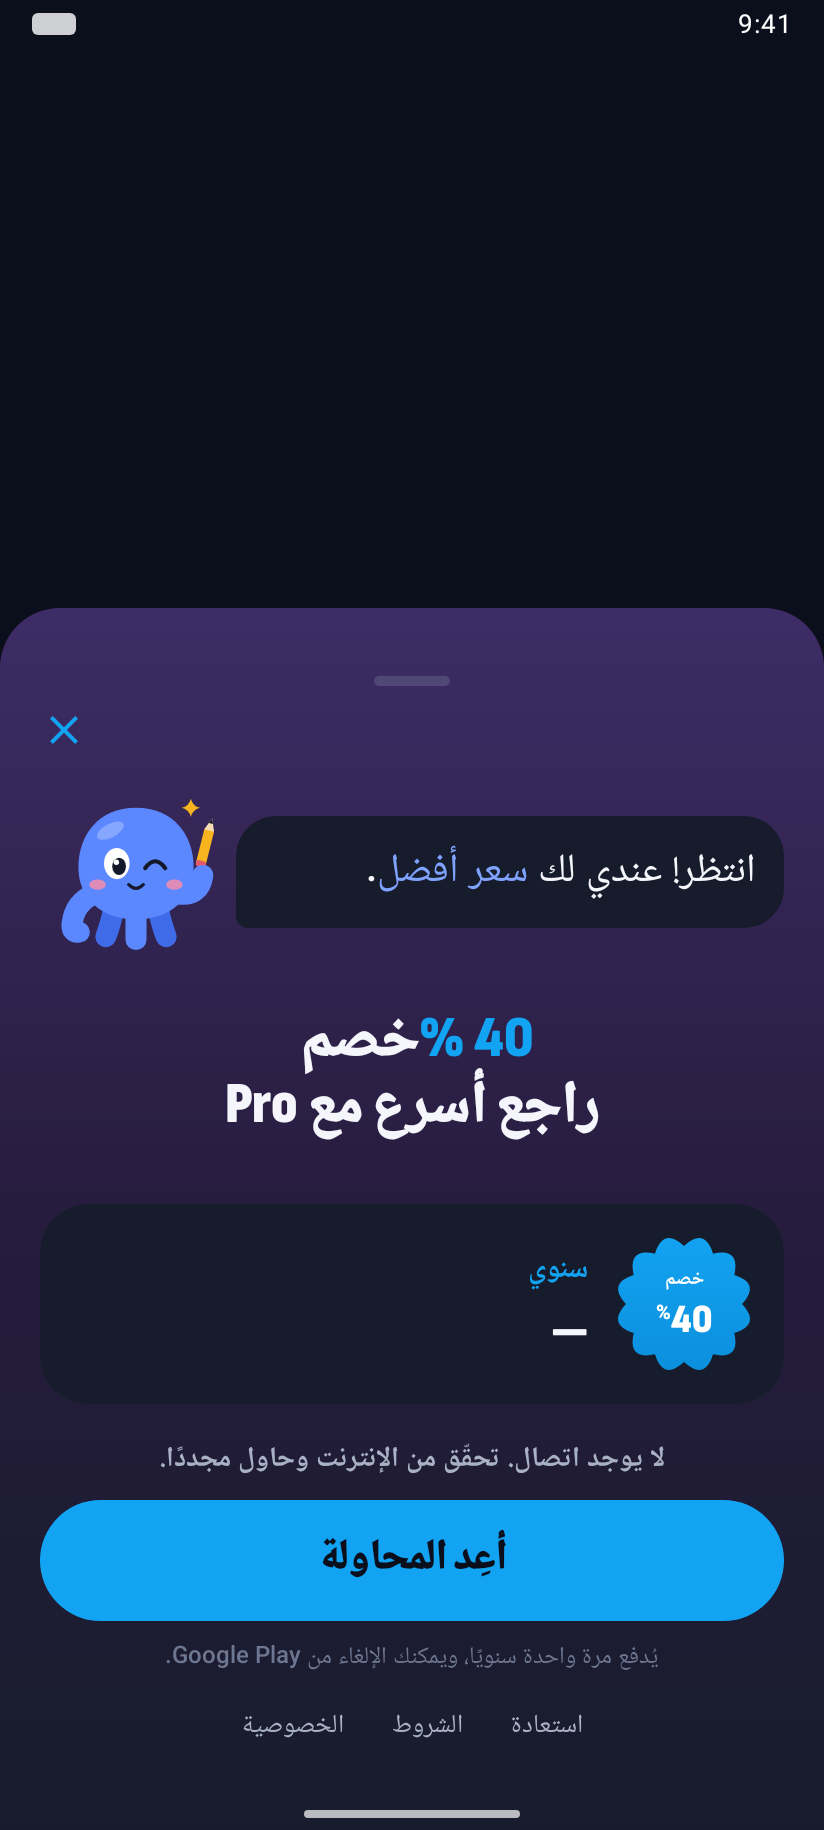 9:41
انتظر! عندي لك سعر أفضل.
40 %خصم
راجع أسرع مع Pro
خصم
40%
سنوي
—
لا يوجد اتصال. تحقّق من الإنترنت وحاول مجددًا.
أعِد المحاولة
يُدفع مرة واحدة سنويًا، ويمكنك الإلغاء من Google Play.
استعادة الشروط الخصوصية